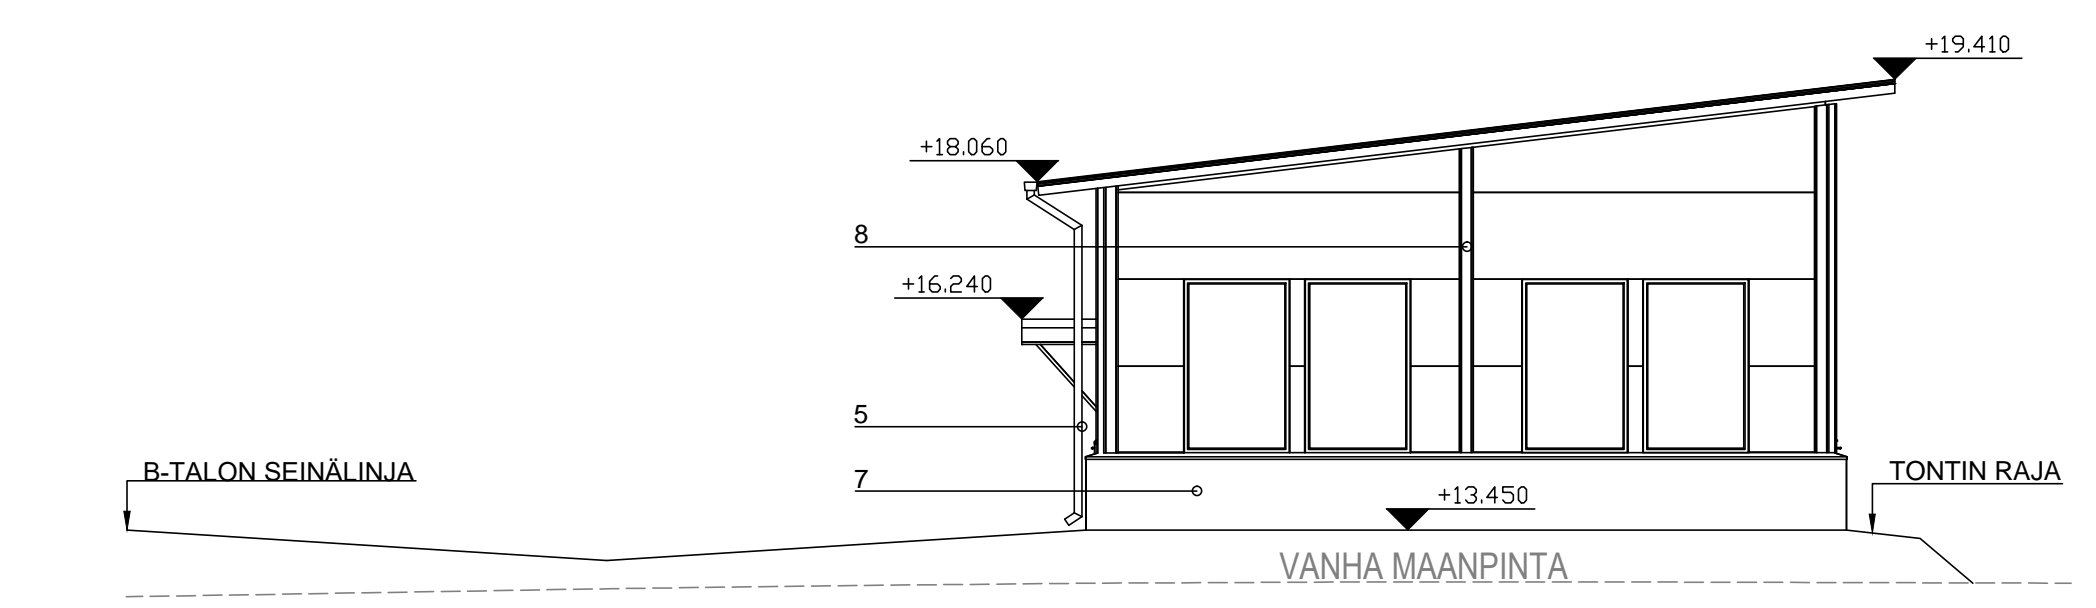 +19.410
+18.060
8
+16.240
5
B-TALON SEINÄLINJA
7
TONTIN RAJA
+13.450
VANHA MAANPINTA